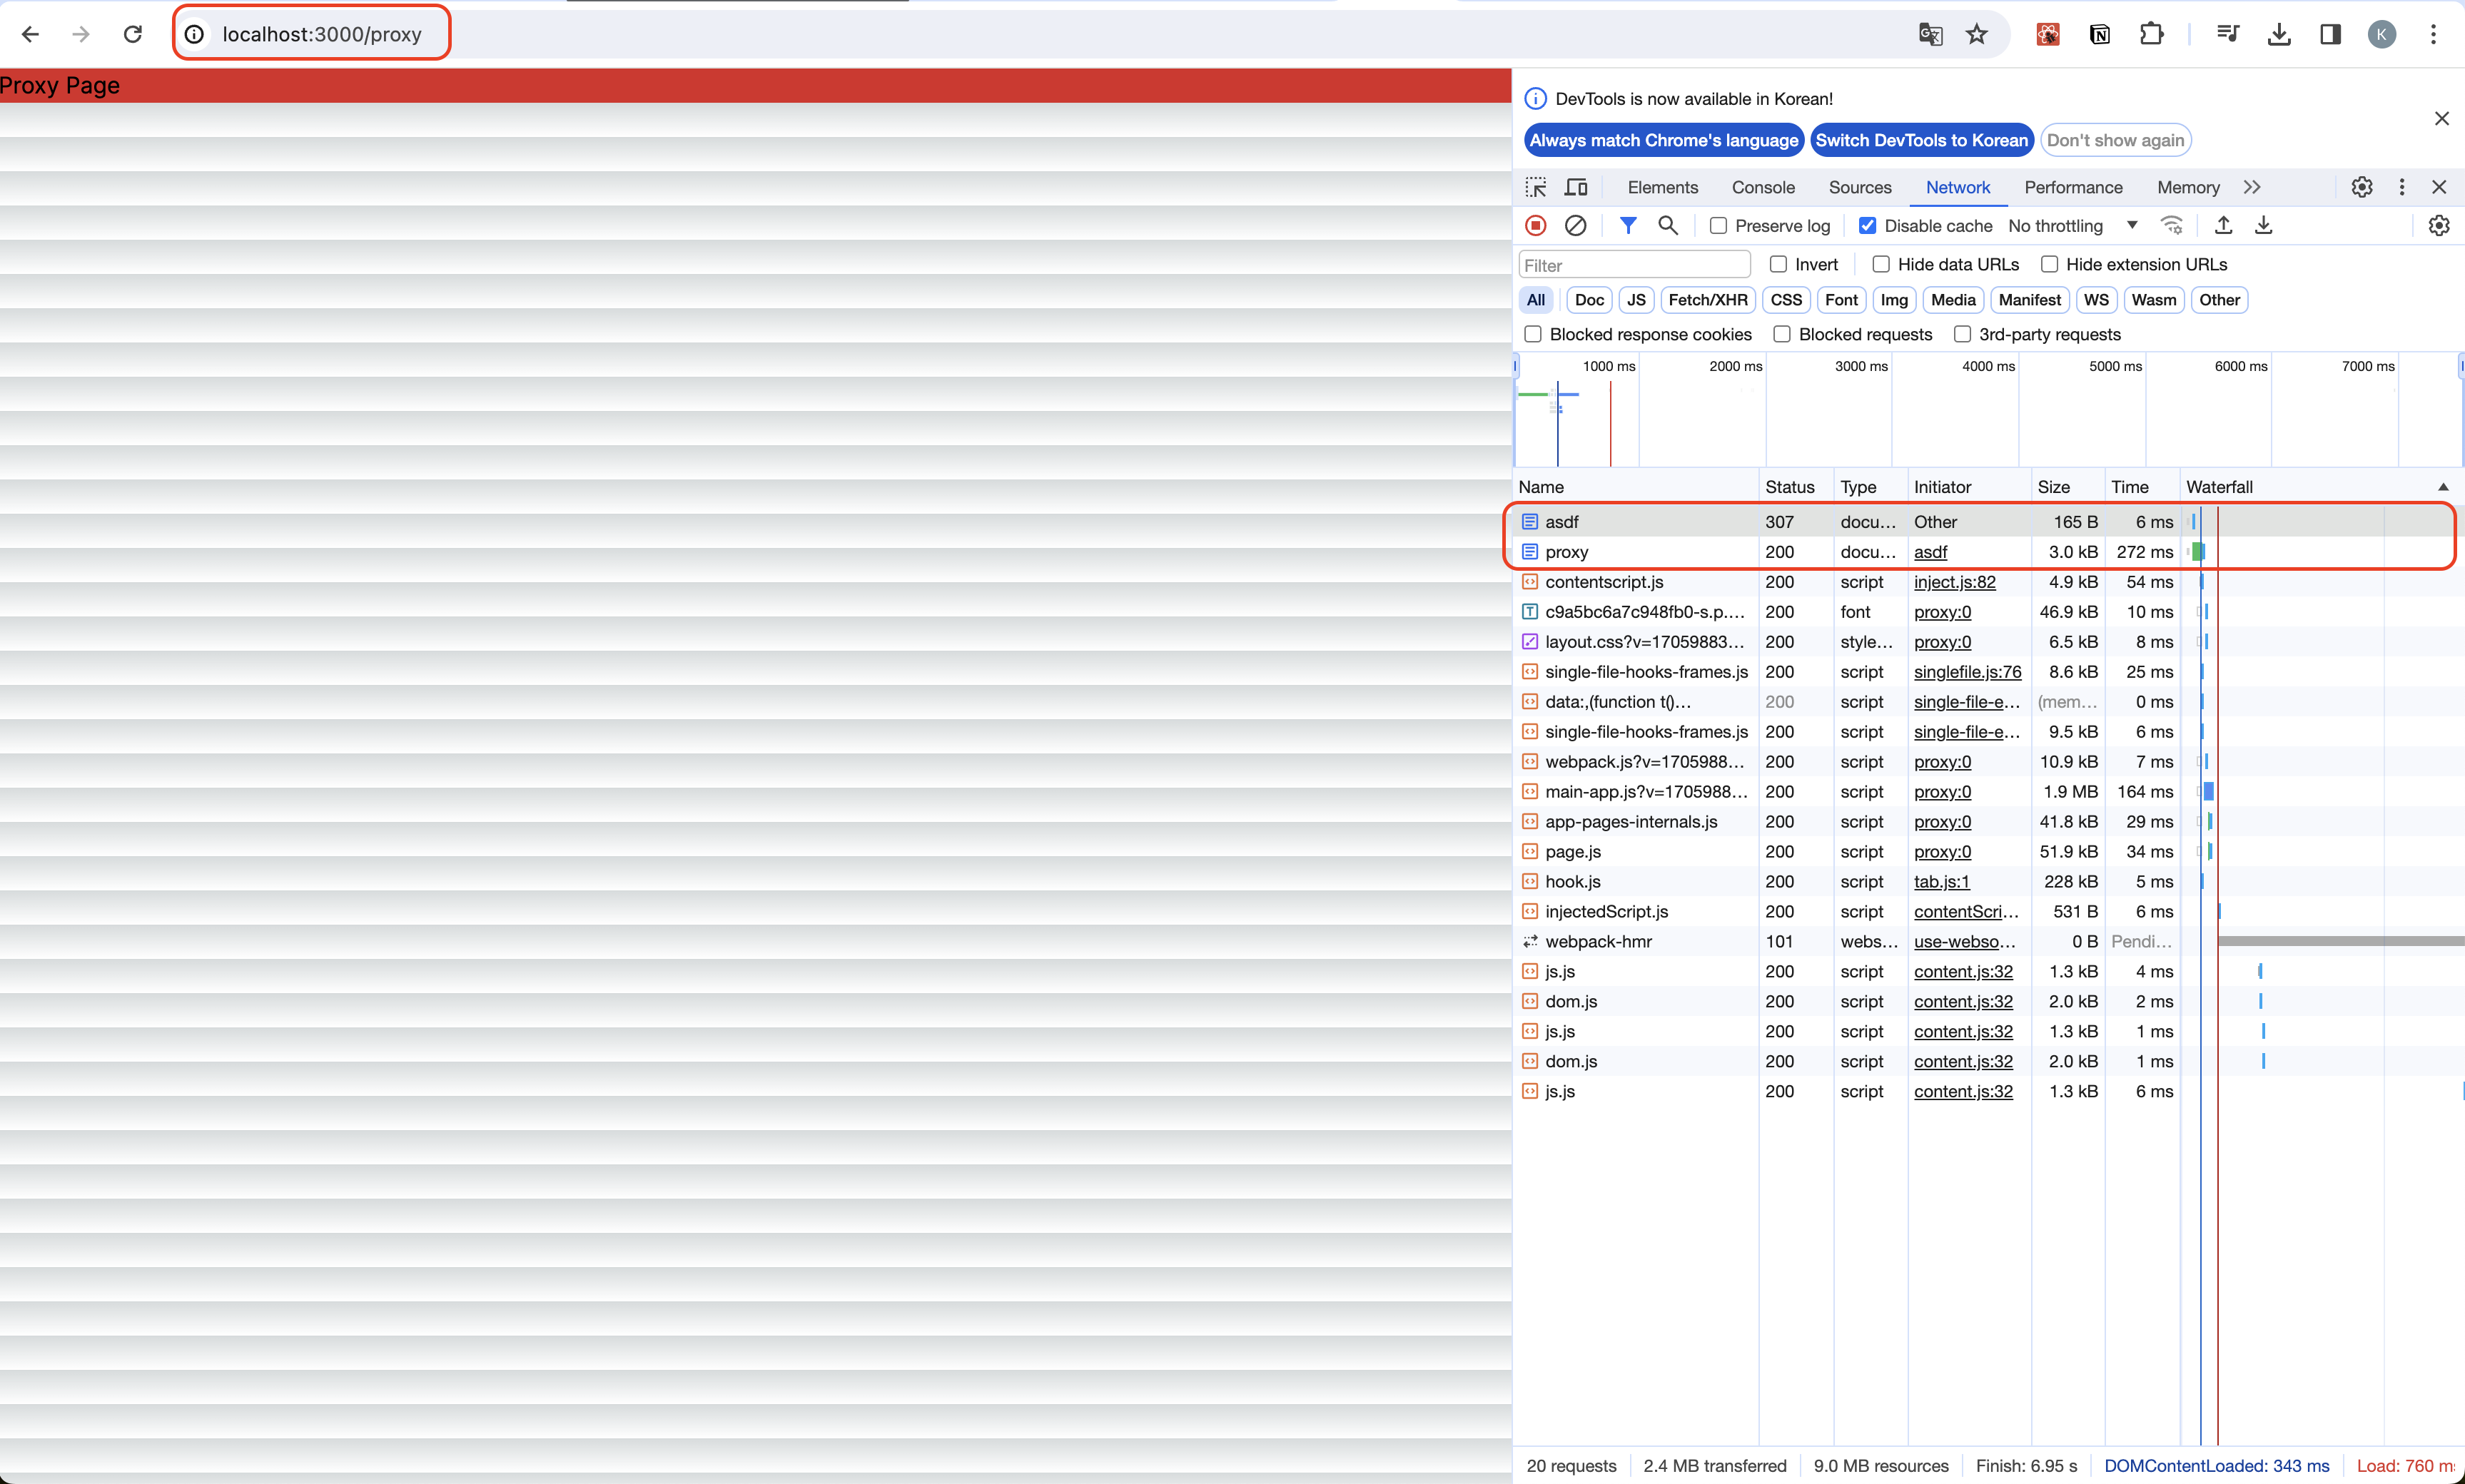 localhost:3000/proxy
K
Proxy Page
DevTools is now available in Korean!
Always match Chrome's language Switch DevTools to Korean Don't show again
Elements Console Sources Network Performance Memory
Preserve log Disable cache No throttling
Filter Invert Hide data URLs Hide extension URLs
All Doc JS Fetch/XHR CSS Font Img Media Manifest WS Wasm Other
Blocked response cookies Blocked requests 3rd-party requests
1000 ms 2000 ms 3000 ms 4000 ms 5000 ms 6000 ms 7000 ms
Name Status Type Initiator Size Time Waterfall
asdf 307 docu… Other 165 B 6 ms
proxy 200 docu… asdf 3.0 kB 272 ms
contentscript.js 200 script inject.js:82 4.9 kB 54 ms
c9a5bc6a7c948fb0-s.p.… 200 font proxy:0 46.9 kB 10 ms
layout.css?v=17059883… 200 style… proxy:0 6.5 kB 8 ms
single-file-hooks-frames.js 200 script singlefile.js:76 8.6 kB 25 ms
data:,(function t()… 200 script single-file-e… (mem… 0 ms
single-file-hooks-frames.js 200 script single-file-e… 9.5 kB 6 ms
webpack.js?v=1705988… 200 script proxy:0 10.9 kB 7 ms
main-app.js?v=1705988… 200 script proxy:0 1.9 MB 164 ms
app-pages-internals.js 200 script proxy:0 41.8 kB 29 ms
page.js 200 script proxy:0 51.9 kB 34 ms
hook.js 200 script tab.js:1 228 kB 5 ms
injectedScript.js 200 script contentScri… 531 B 6 ms
webpack-hmr 101 webs… use-webso… 0 B Pendi…
js.js 200 script content.js:32 1.3 kB 4 ms
dom.js 200 script content.js:32 2.0 kB 2 ms
js.js 200 script content.js:32 1.3 kB 1 ms
dom.js 200 script content.js:32 2.0 kB 1 ms
js.js 200 script content.js:32 1.3 kB 6 ms
20 requests 2.4 MB transferred 9.0 MB resources Finish: 6.95 s DOMContentLoaded: 343 ms Load: 760 ms